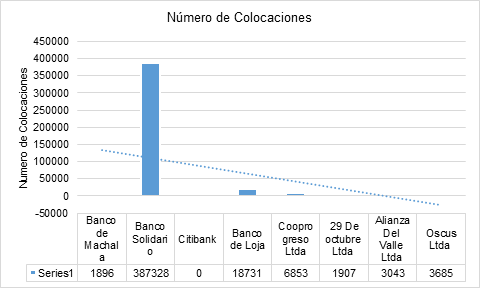 Número de Colocaciones
Numero de Colocaciones
450000
400000
350000
300000
250000
200000
150000
100000
50000
0
-50000
Banco de Machala
Banco Solidario
Citibank
Banco de Loja
Cooprogreso Ltda
29 De octubre Ltda
Alianza Del Valle Ltda
Oscus Ltda
Series1 1896 387328 0 18731 6853 1907 3043 3685